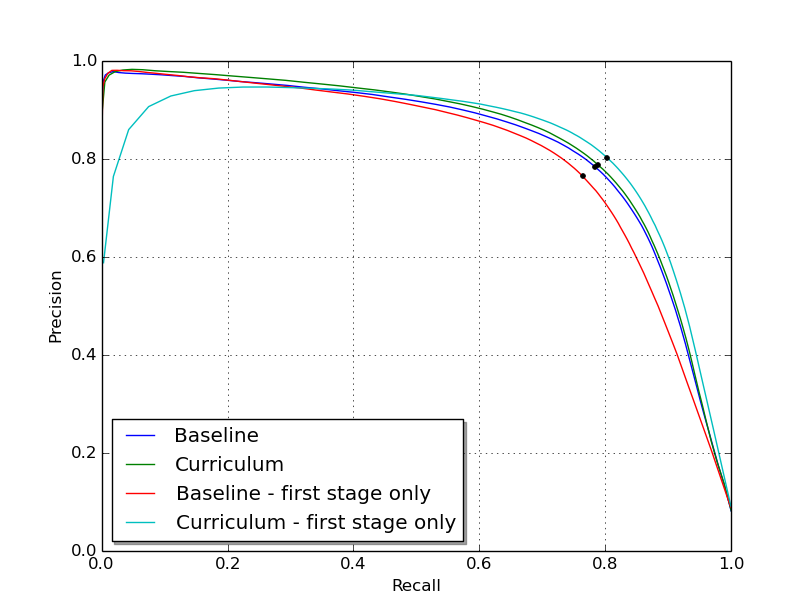 1.0
0.8
0.6
0.4
0.2
0.0
Precision
Baseline
Curriculum
Baseline - first stage only
Curriculum - first stage only
0.0 0.2 0.4 0.6 0.8 1.0
Recall